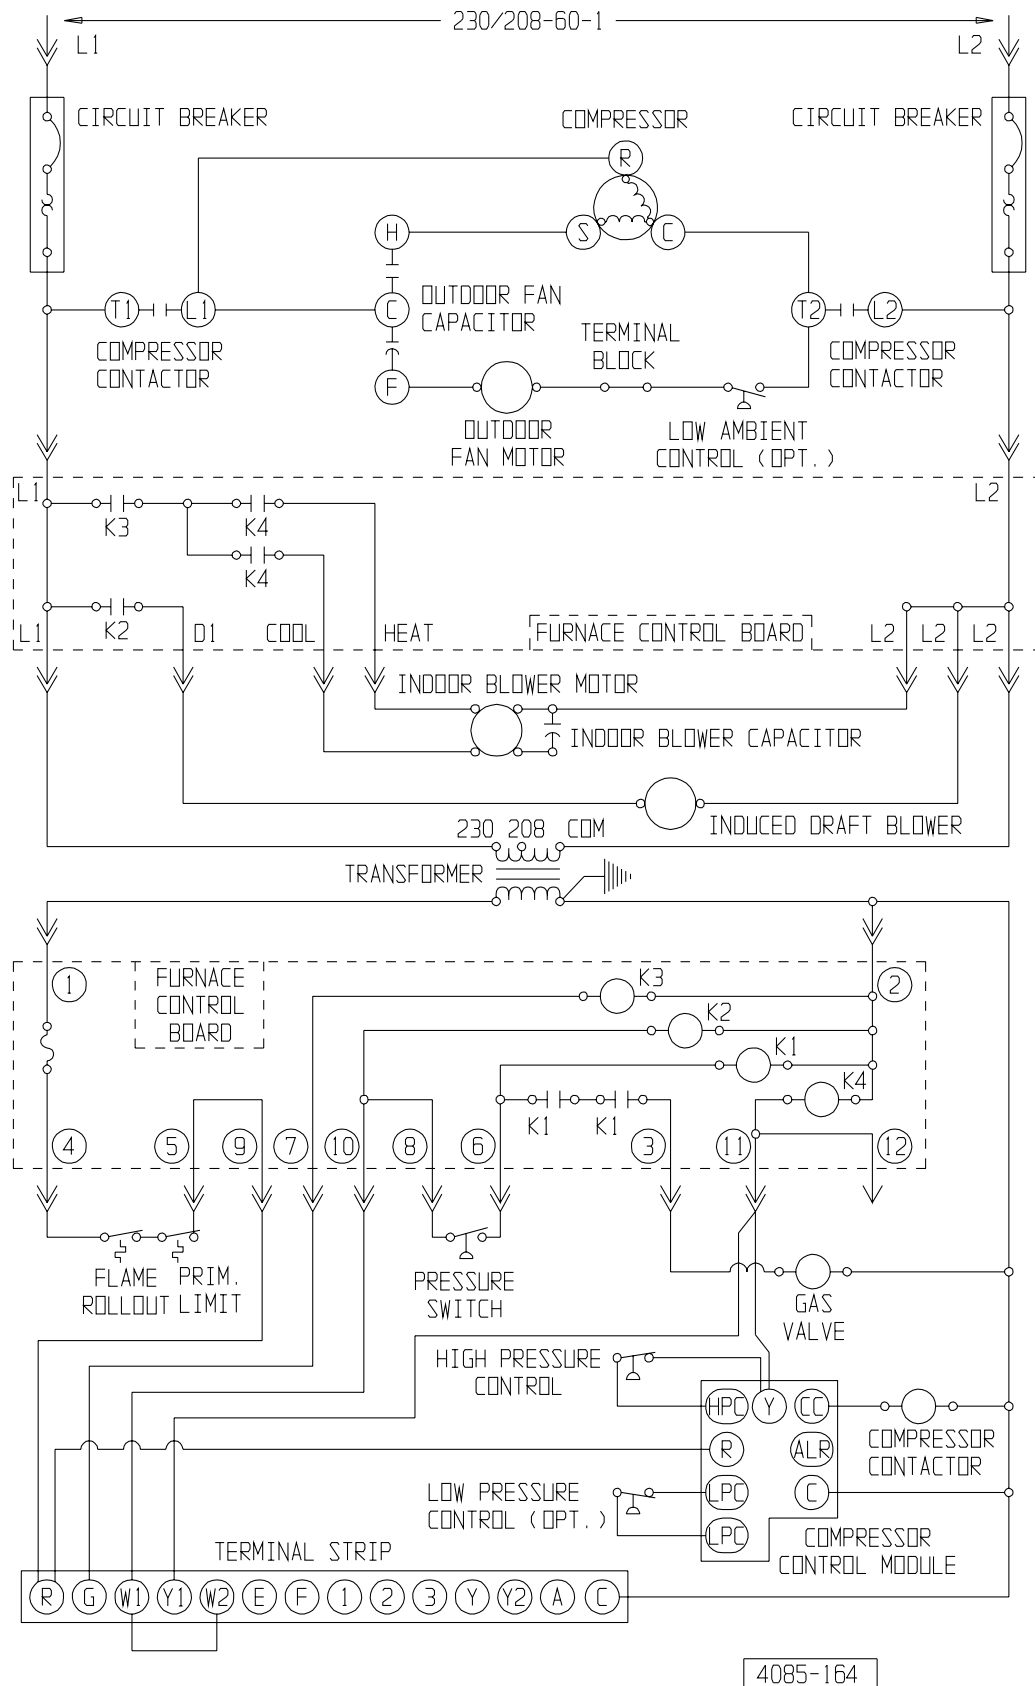 230/208-60-1
L1
L2
CIRCUIT BREAKER
COMPRESSOR
CIRCUIT BREAKER
R
H
S
C
T1
L1
C
OUTDOOR FAN
CAPACITOR
T2
L2
COMPRESSOR
CONTACTOR
TERMINAL
BLOCK
COMPRESSOR
CONTACTOR
F
OUTDOOR
FAN MOTOR
LOW AMBIENT
CONTROL (OPT.)
L1
L2
K3
K4
K4
L1
K2
D1
COOL
HEAT
FURNACE CONTROL BOARD
L2
L2
L2
INDOOR BLOWER MOTOR
INDOOR BLOWER CAPACITOR
230 208 COM
INDUCED DRAFT BLOWER
TRANSFORMER
1
FURNACE
CONTROL
BOARD
K3
2
K2
K1
K4
K1
K1
4
5
9
7
10
8
6
3
11
12
FLAME
ROLLOUT
PRIM.
LIMIT
PRESSURE
SWITCH
GAS
VALVE
HIGH PRESSURE
CONTROL
HPC
Y
CC
R
ALR
COMPRESSOR
CONTACTOR
LOW PRESSURE
CONTROL (OPT.)
LPC
C
LPC
COMPRESSOR
CONTROL MODULE
TERMINAL STRIP
R G W1 Y1 W2 E F 1 2 3 Y Y2 A C
4085-164